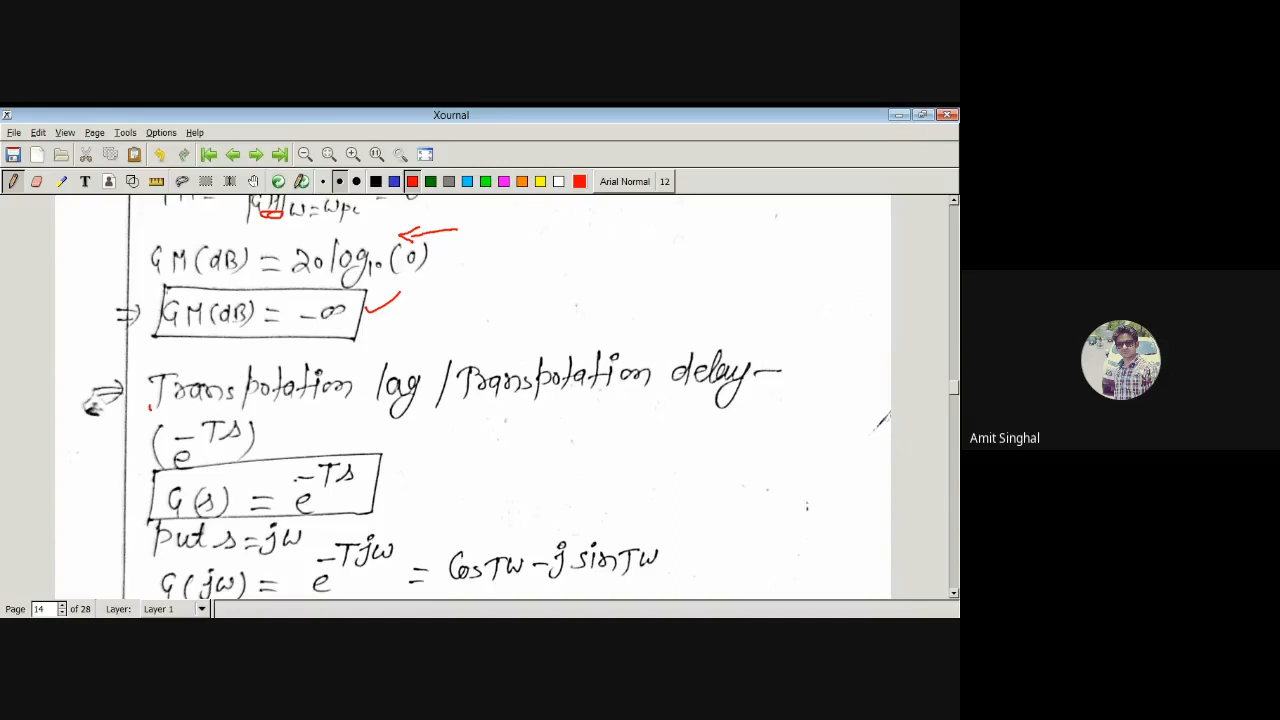 Xournal
File Edit View Page Tools Options Help
Arial Normal 12
ω=ωpc
GM(dB) = 20 log10 (0)
⇒ GM(dB) = -∞
⇒ Transpotation lag / Transpotation delay-
(e^-Ts)
G(s) = e^-Ts
put s=jω
G(jω) = e^-Tjω = CosTω - j sinTω
Amit Singhal
Page 14 of 28 Layer: Layer 1